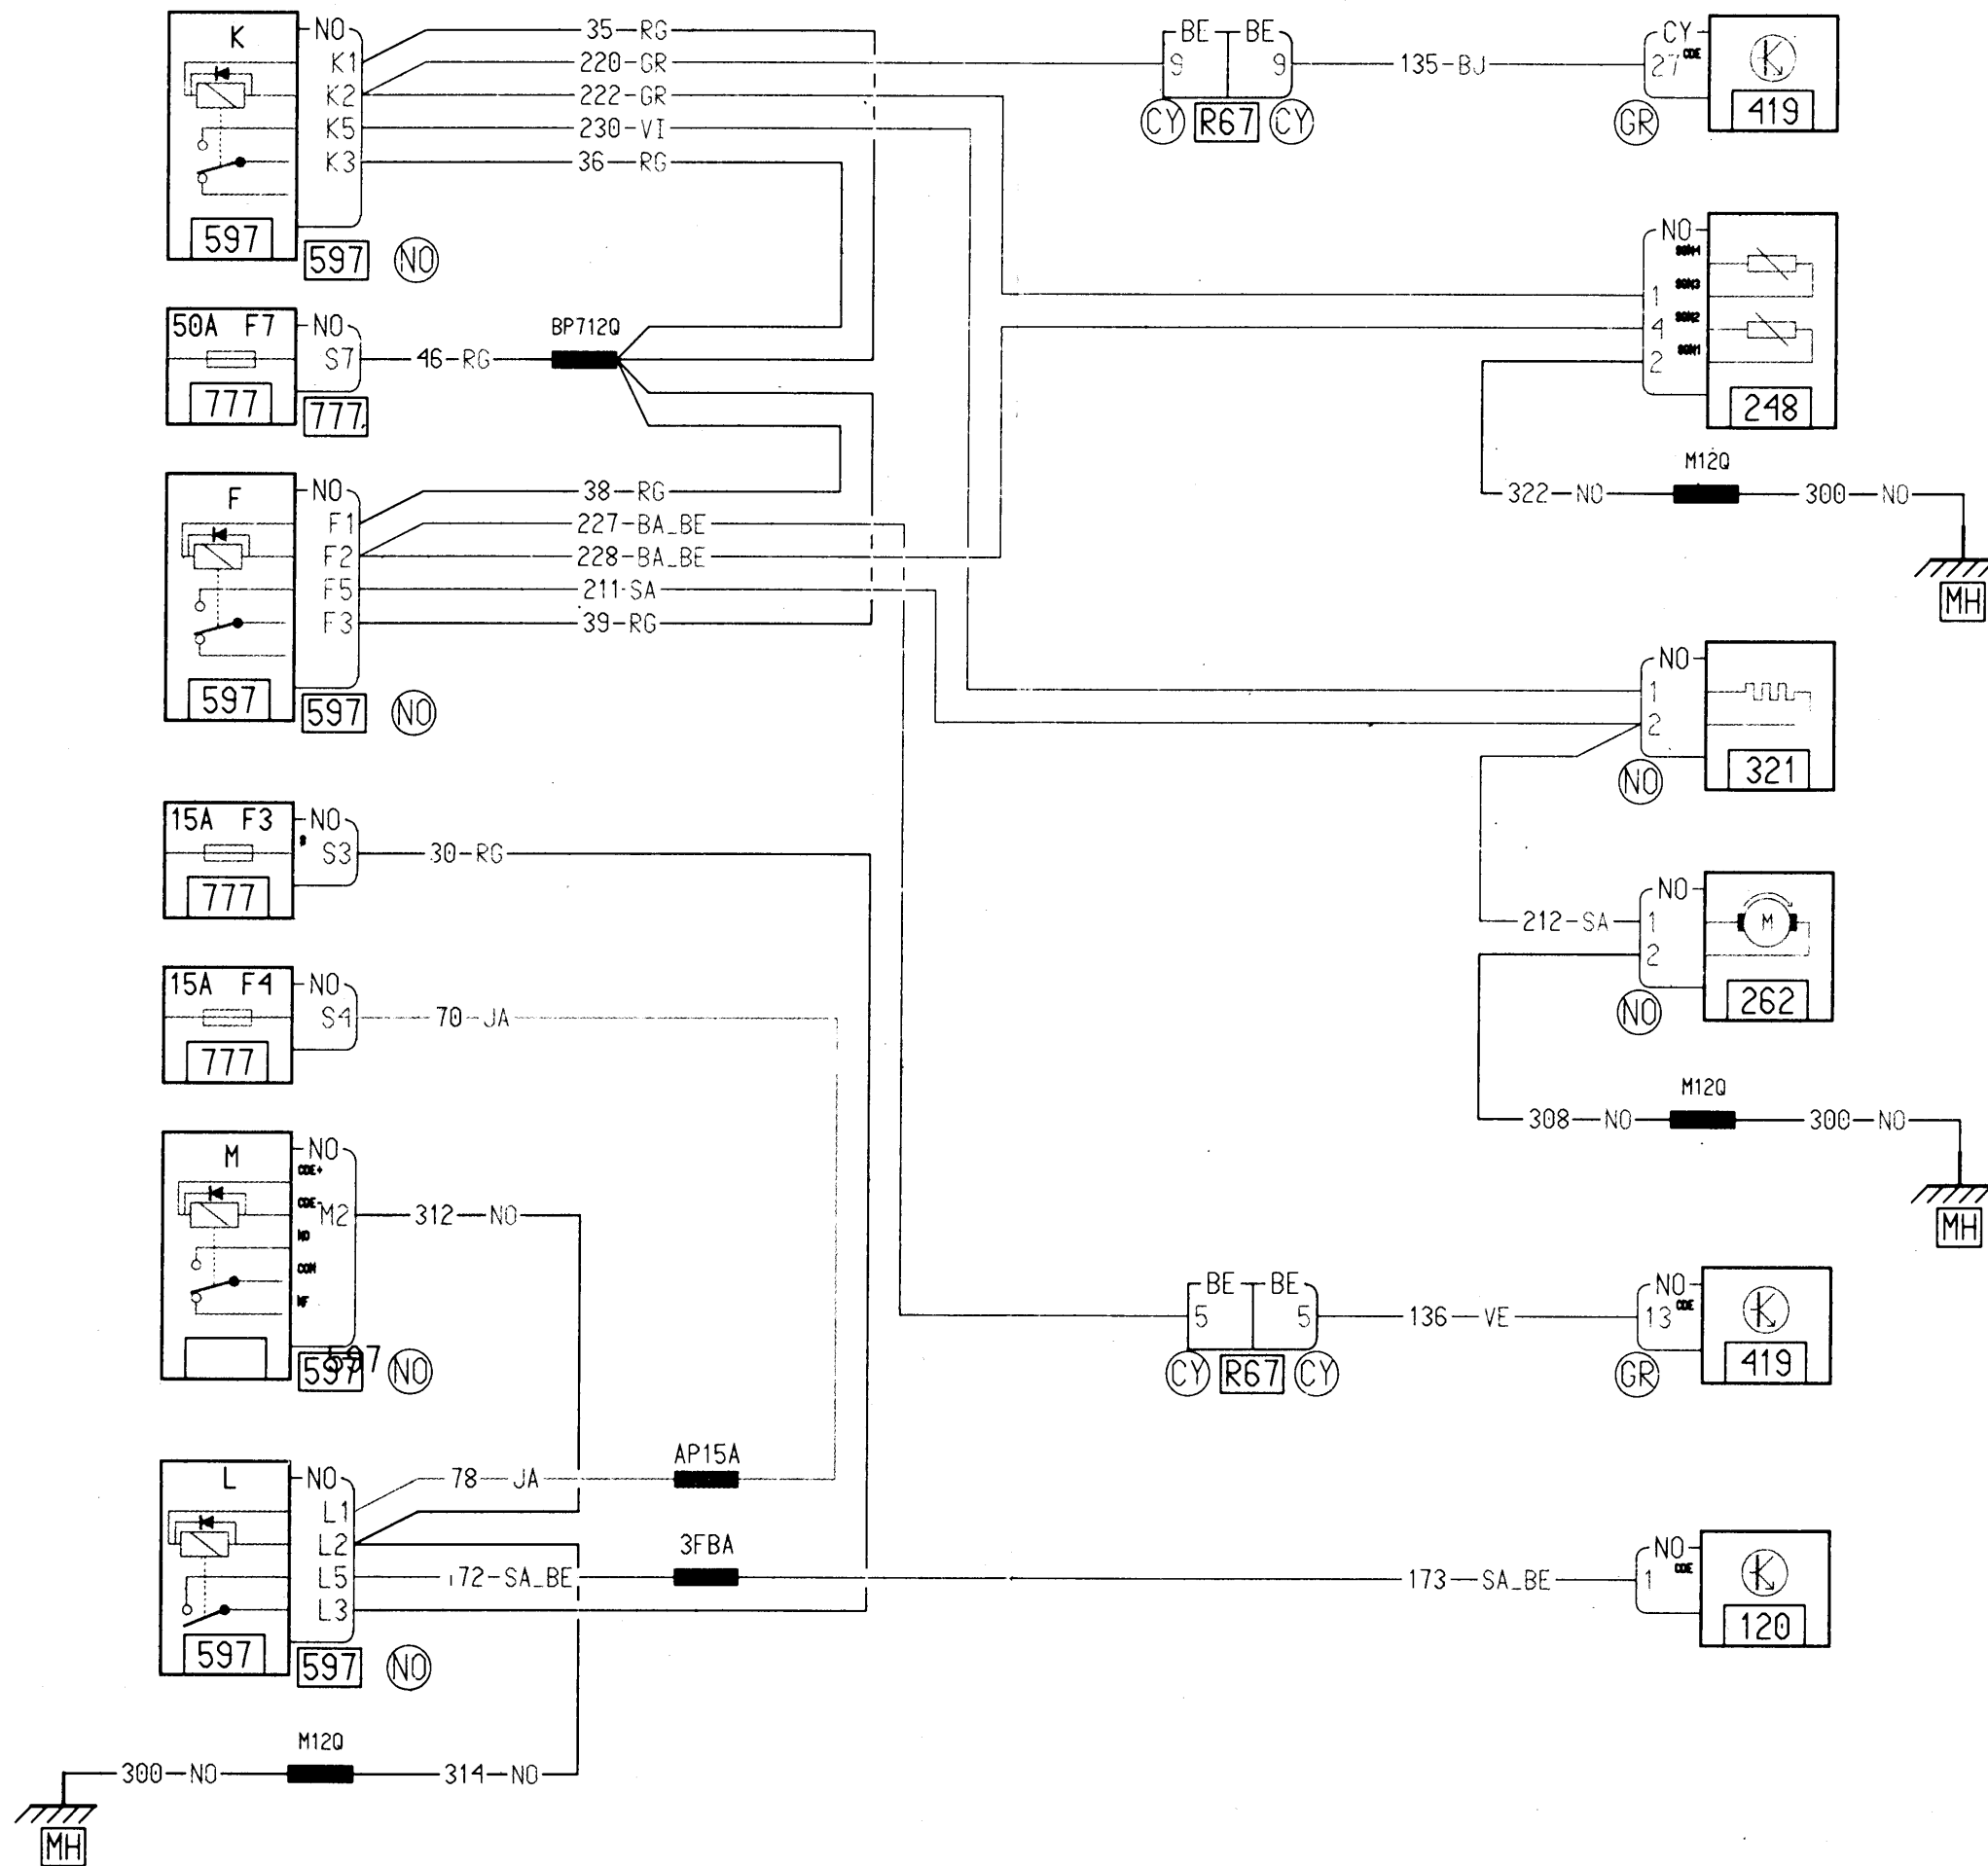 K NO 35-RG BE BE CY
K1 220-GR 9 9 135-BJ 27 CDE
K2 222-GR CY R67 CY GR 419
K5 230-VI
K3 36-RG
597 597 NO
NO
SGN4
1 SGN3
4 SGN2
2 SGN1
248
50A F7 NO BP712Q
S7 46-RG
777 777
M12Q
322-NO 300-NO
MH
F NO 38-RG
F1 227-BA_BE
F2 228-BA_BE
F5 211-SA
F3 39-RG
597 597 NO
NO
1
2
NO 321
15A F3 NO
S3 30-RG
777
NO
212-SA 1 M
2
NO 262
15A F4 NO
S4 70-JA
777
M12Q
308-NO 300-NO
MH
M NO
CDE+
CDE- M2 312-NO
NO
COM
NF
597 597 NO
BE BE NO
5 5 136-VE 13 CDE
CY R67 CY GR 419
L NO 78-JA AP15A
L1
L2
L5 172-SA_BE 3FBA 173-SA_BE
L3
597 597 NO
NO
1 CDE
120
M12Q
300-NO 314-NO
MH